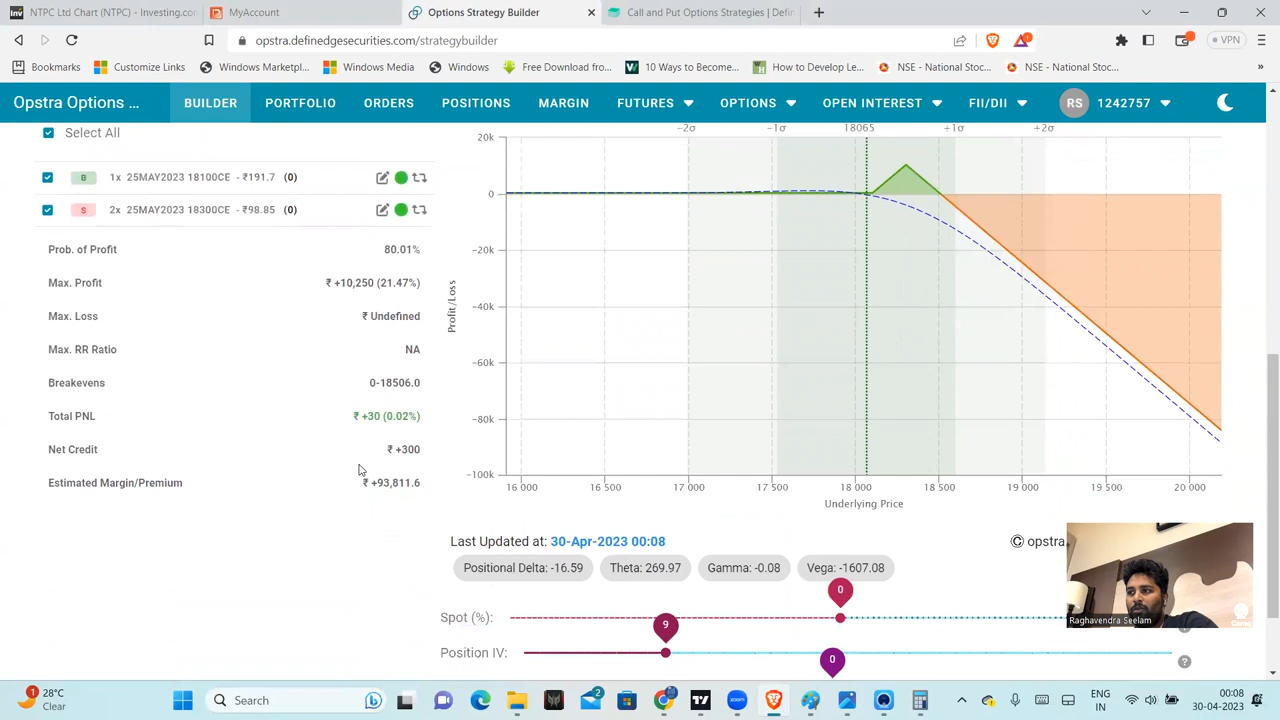 NTPC Ltd Chart (NTPC) - Investing.co
MyAccount
Options Strategy Builder
Call and Put Options Strategies | Defin
opstra.definedgesecurities.com/strategybuilder
VPN
Bookmarks
Customize Links
Windows Marketpl...
Windows Media
Windows
Free Download fro...
10 Ways to Become...
How to Develop Le...
NSE - National Stoc...
NSE - National Stoc...
Opstra Options ...
BUILDER
PORTFOLIO
ORDERS
POSITIONS
MARGIN
FUTURES
OPTIONS
OPEN INTEREST
FII/DII
RS
1242757
Select All
B 1x 25MAY2023 18100CE - ₹191.7 (0)
S 2x 25MAY2023 18300CE - ₹98.85 (0)
Prob. of Profit 80.01%
Max. Profit ₹ +10,250 (21.47%)
Max. Loss ₹ Undefined
Max. RR Ratio NA
Breakevens 0-18506.0
Total PNL ₹ +30 (0.02%)
Net Credit ₹ +300
Estimated Margin/Premium ₹ +93,811.6
-2σ -1σ 18065 +1σ +2σ
20k
0
-20k
-40k
-60k
-80k
-100k
Profit/Loss
16 000 16 500 17 000 17 500 18 000 18 500 19 000 19 500 20 000
Underlying Price
Last Updated at: 30-Apr-2023 00:08
© opstra
Positional Delta: -16.59
Theta: 269.97
Gamma: -0.08
Vega: -1607.08
0
Spot (%):
9
Position IV:
0
Raghavendra Seelam
1
28°C
Clear
Search
2
ENG
IN
00:08
30-04-2023